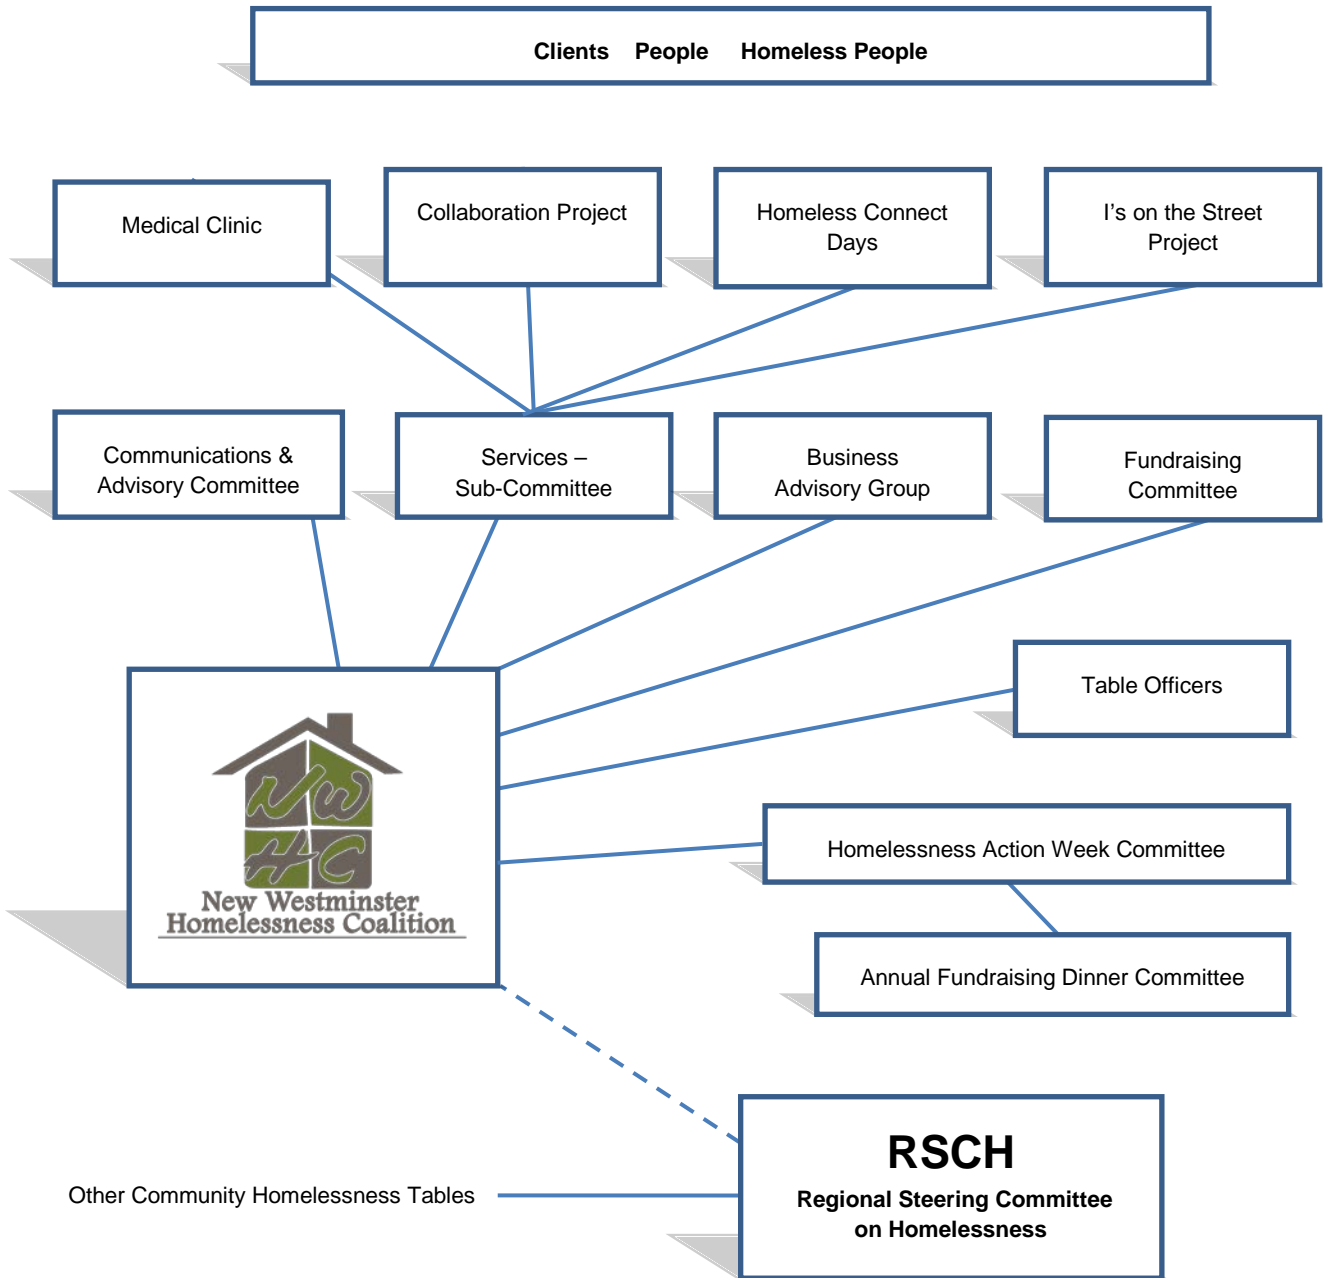 Clients People Homeless People
Medical Clinic
Collaboration Project
Homeless Connect
Days
I's on the Street
Project
Communications &
Advisory Committee
Services –
Sub-Committee
Business
Advisory Group
Fundraising
Committee
Table Officers
NW
HC
New Westminster
Homelessness Coalition
Homelessness Action Week Committee
Annual Fundraising Dinner Committee
RSCH
Regional Steering Committee
on Homelessness
Other Community Homelessness Tables